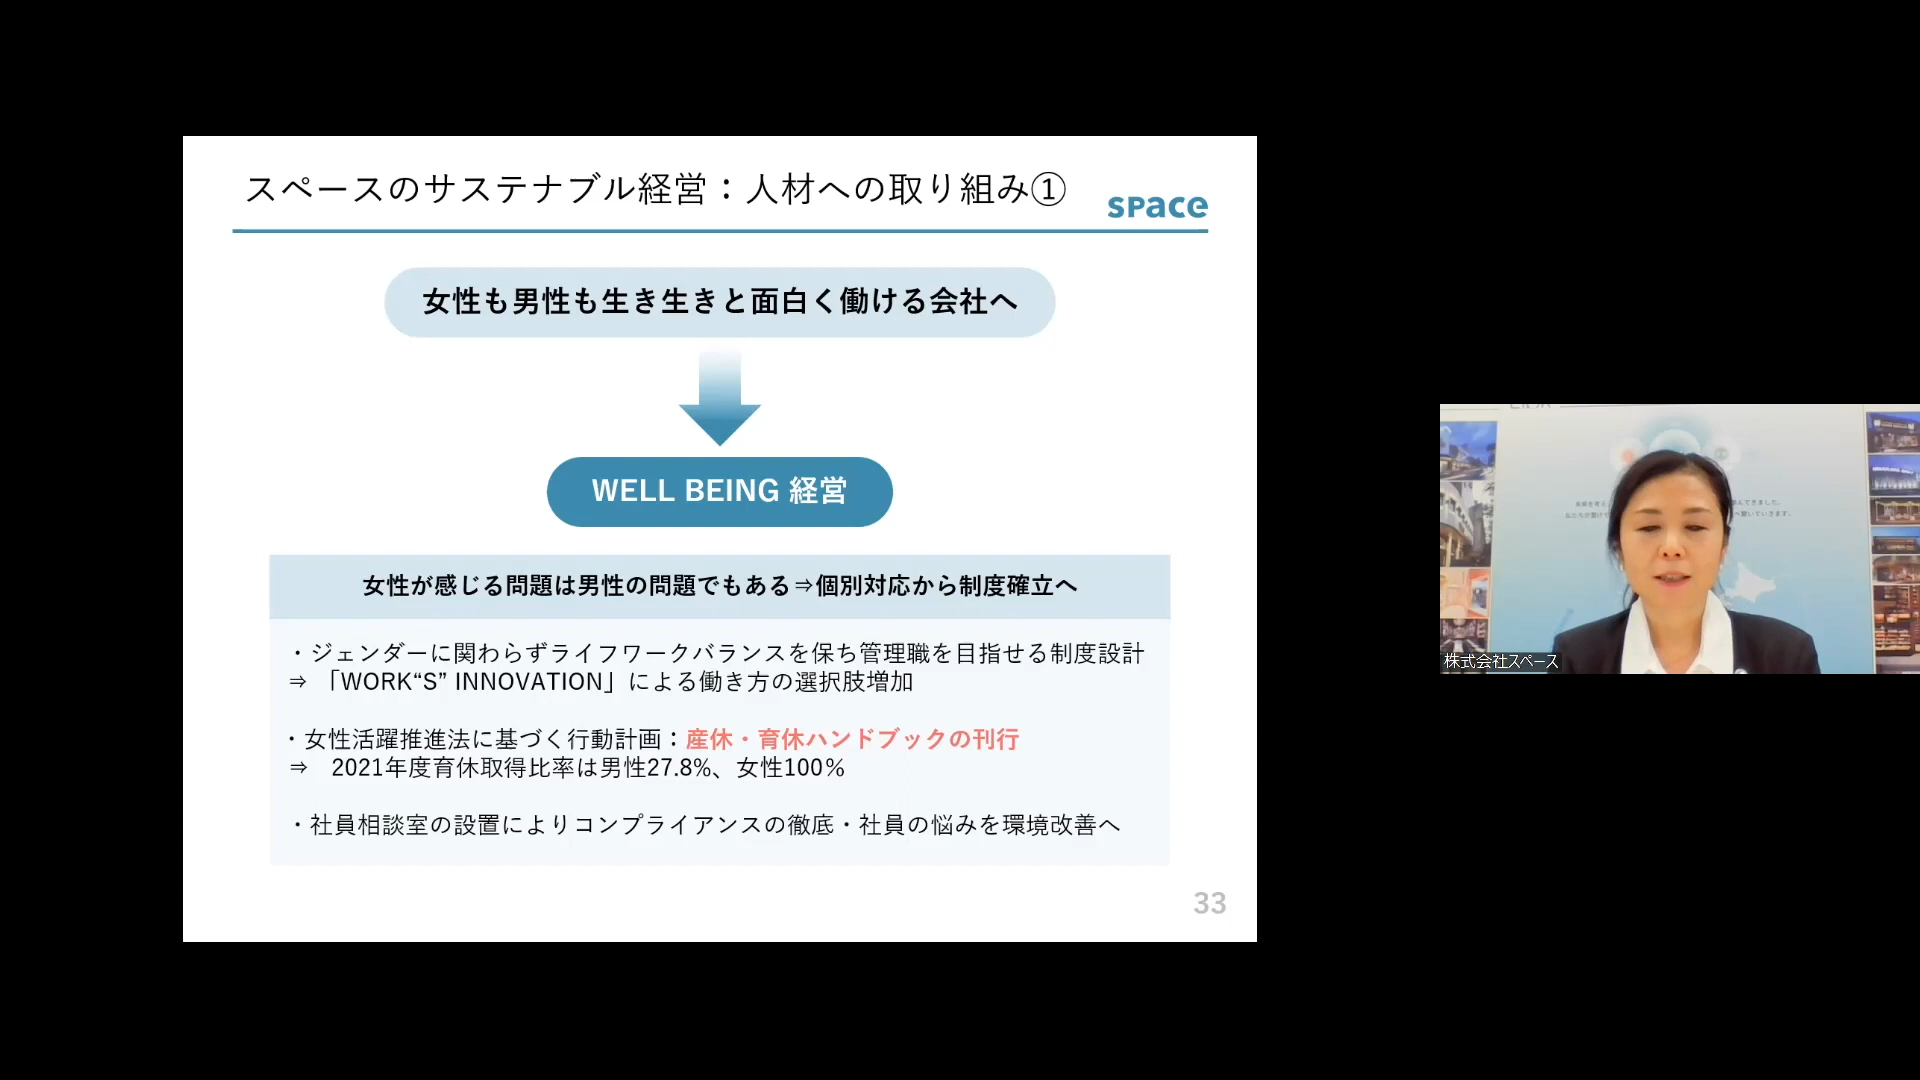 スペースのサステナブル経営：人材への取り組み①
space
女性も男性も生き生きと面白く働ける会社へ
WELL BEING 経営
女性が感じる問題は男性の問題でもある⇒個別対応から制度確立へ
・ジェンダーに関わらずライフワークバランスを保ち管理職を目指せる制度設計
⇒ 「WORK“S” INNOVATION」による働き方の選択肢増加
・女性活躍推進法に基づく行動計画：産休・育休ハンドブックの刊行
⇒ 2021年度育休取得比率は男性27.8%、女性100%
・社員相談室の設置によりコンプライアンスの徹底・社員の悩みを環境改善へ
33
株式会社スペース